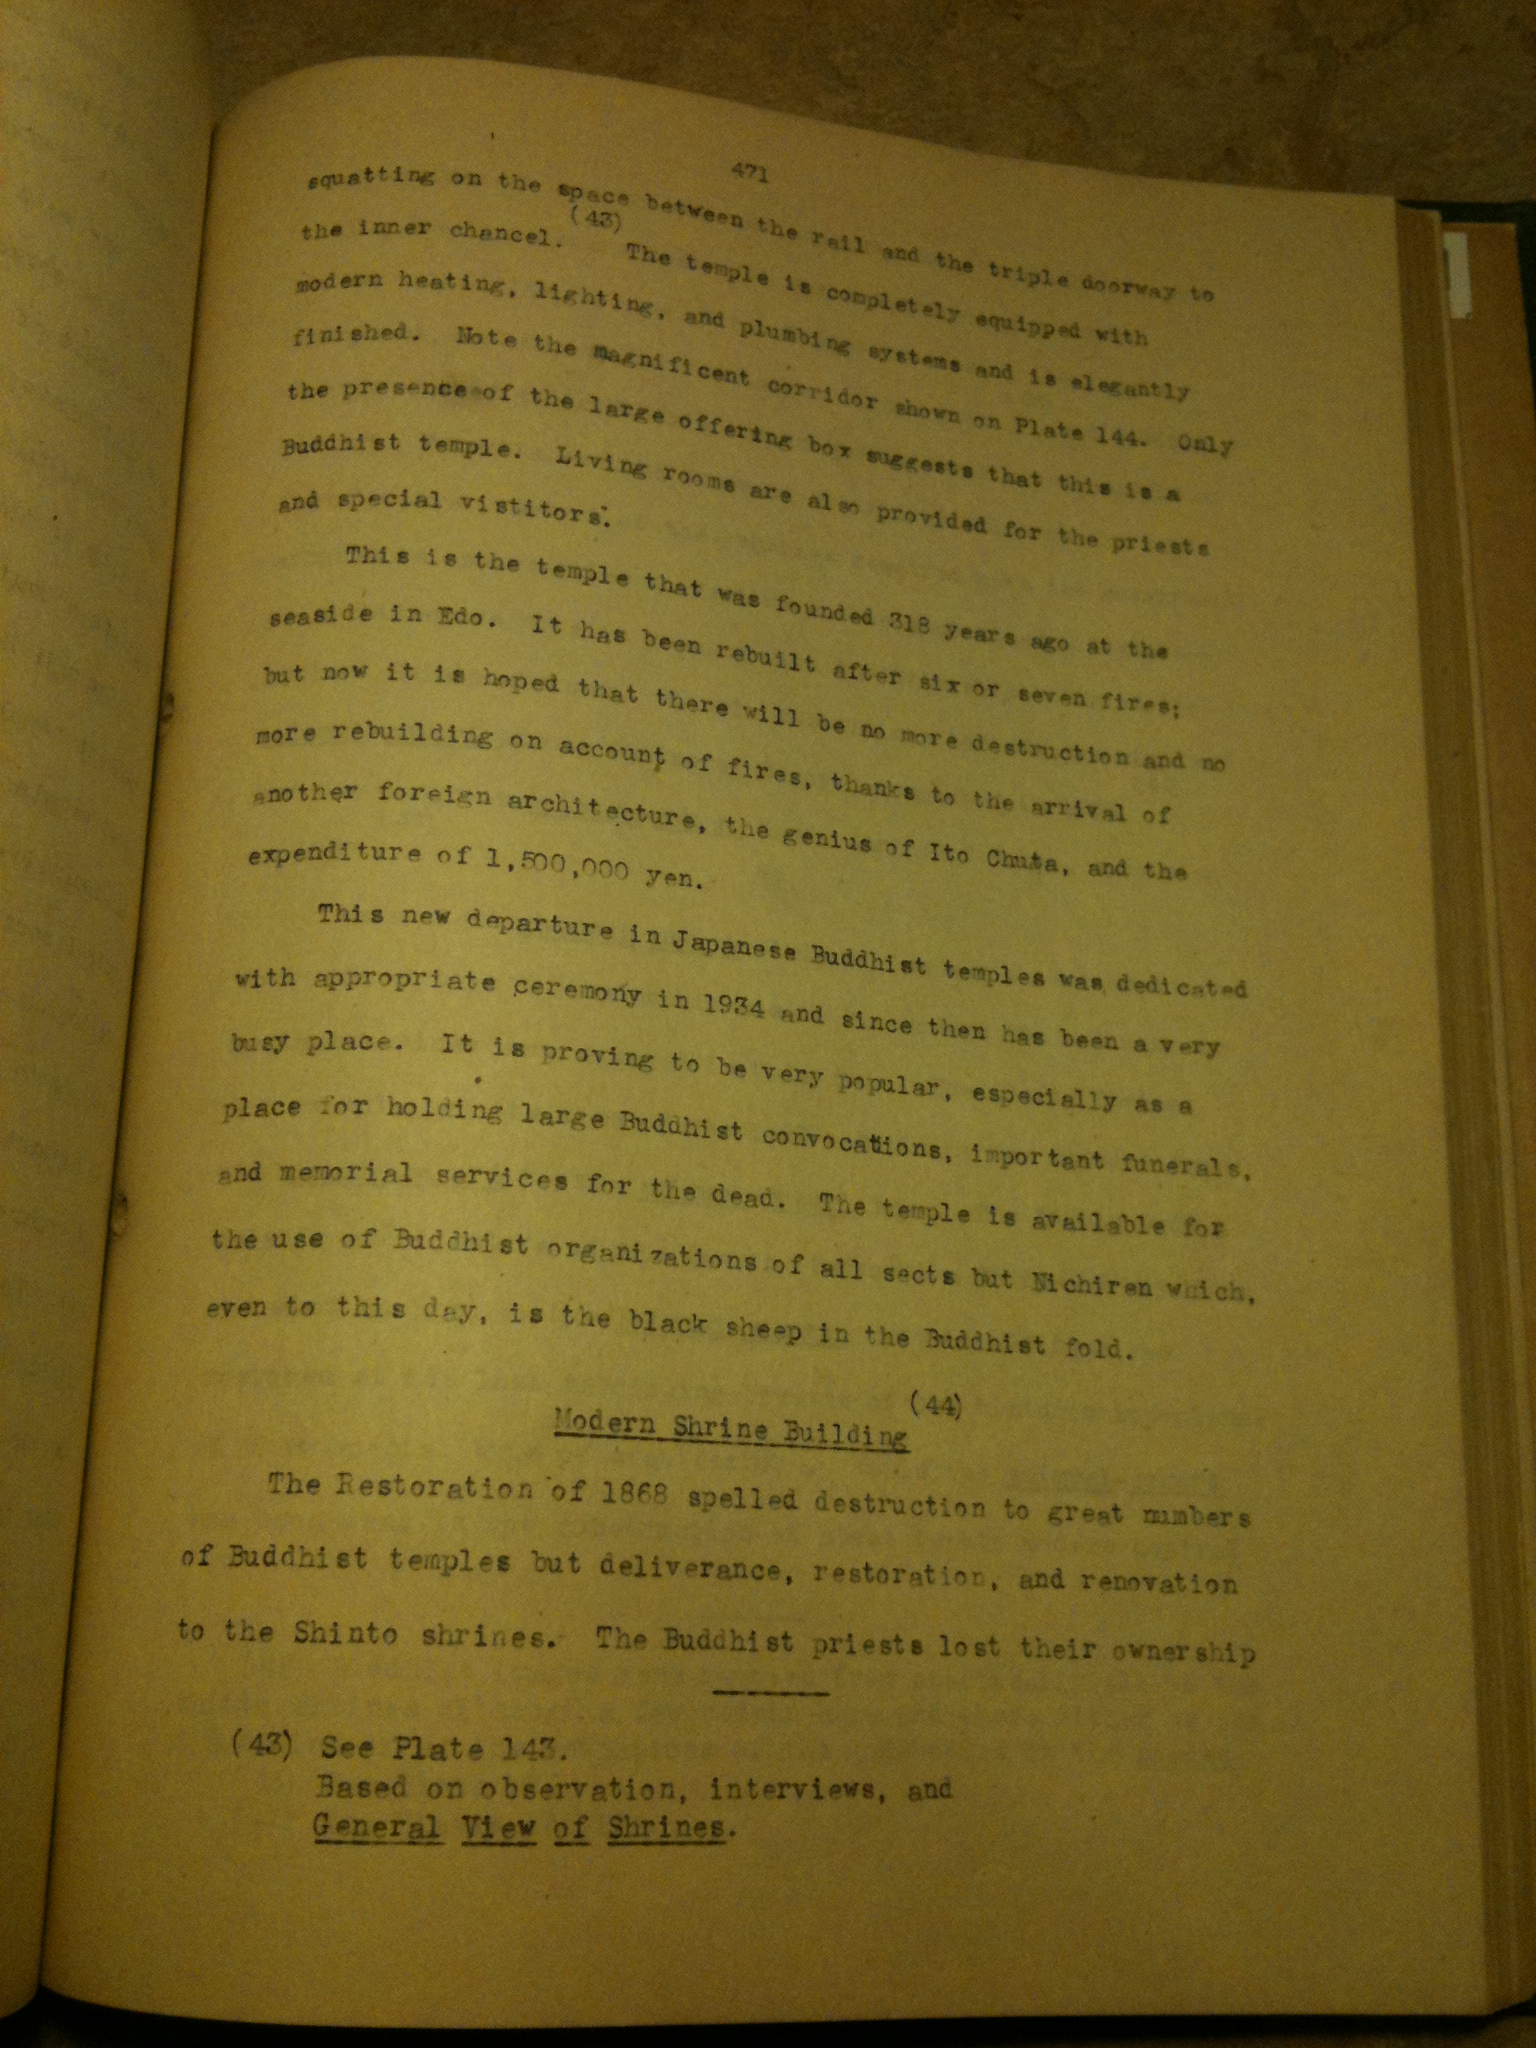 471
squatting on the space between the rail and the triple doorway to
the inner chancel. (43) The temple is completely equipped with
modern heating, lighting, and plumbing systems and is elegantly
finished. Note the magnificent corridor shown on Plate 144. Only
the presence of the large offering box suggests that this is a
Buddhist temple. Living rooms are also provided for the priests
and special vistitors.
This is the temple that was founded 318 years ago at the
seaside in Edo. It has been rebuilt after six or seven fires;
but now it is hoped that there will be no more destruction and no
more rebuilding on account of fires, thanks to the arrival of
another foreign architecture, the genius of Ito Chuta, and the
expenditure of 1,500,000 yen.
This new departure in Japanese Buddhist temples was dedicated
with appropriate ceremony in 1934 and since then has been a very
busy place. It is proving to be very popular, especially as a
place for holding large Buddhist convocations, important funerals,
and memorial services for the dead. The temple is available for
the use of Buddhist organizations of all sects but Nichiren which,
even to this day, is the black sheep in the Buddhist fold.
Modern Shrine Building (44)
The Restoration of 1868 spelled destruction to great numbers
of Buddhist temples but deliverance, restoration, and renovation
to the Shinto shrines. The Buddhist priests lost their ownership
(43) See Plate 143.
Based on observation, interviews, and
General View of Shrines.